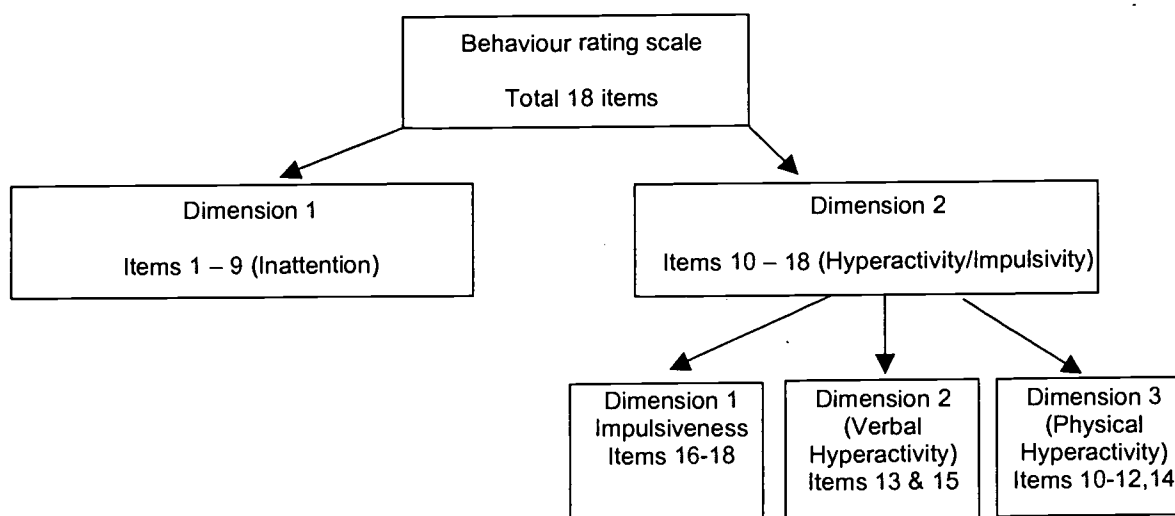 Behaviour rating scale
Total 18 items
Dimension 1
Items 1 – 9 (Inattention)
Dimension 2
Items 10 – 18 (Hyperactivity/Impulsivity)
Dimension 1
Impulsiveness
Items 16-18
Dimension 2
(Verbal
Hyperactivity)
Items 13 & 15
Dimension 3
(Physical
Hyperactivity)
Items 10-12,14